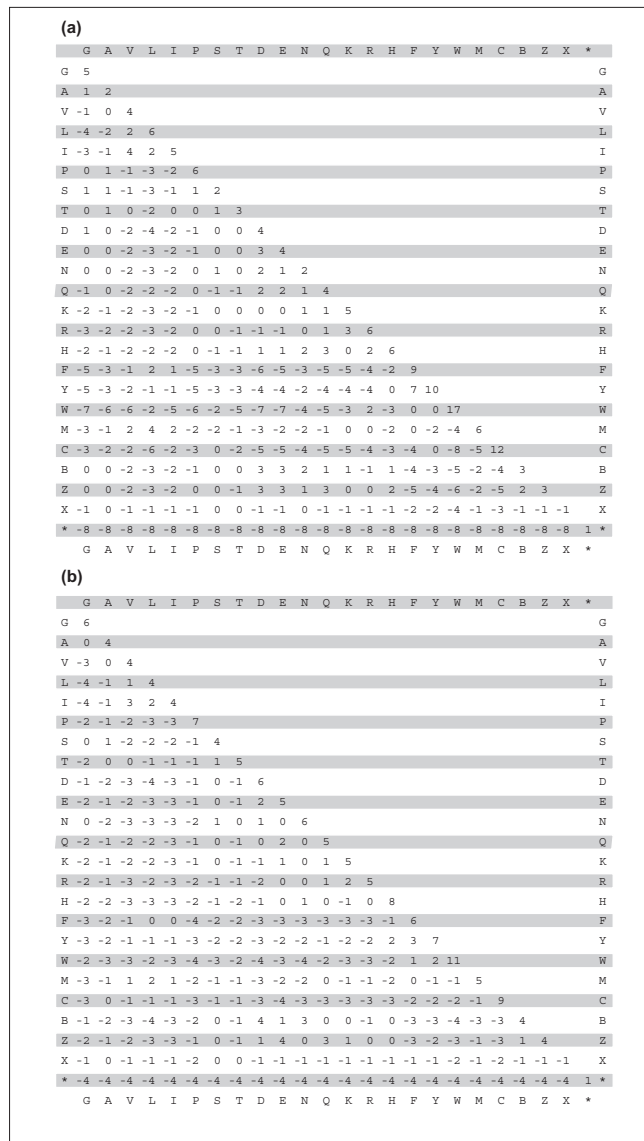 (a)
G A V L I P S T D E N Q K R H F Y W M C B Z X *
G 5 G
A 1 2 A
V -1 0 4 V
L -4 -2 2 6 L
I -3 -1 4 2 5 I
P 0 1 -1 -3 -2 6 P
S 1 1 -1 -3 -1 1 2 S
T 0 1 0 -2 0 0 1 3 T
D 1 0 -2 -4 -2 -1 0 0 4 D
E 0 0 -2 -3 -2 -1 0 0 3 4 E
N 0 0 -2 -3 -2 0 1 0 2 1 2 N
Q -1 0 -2 -2 -2 0 -1 -1 2 2 1 4 Q
K -2 -1 -2 -3 -2 -1 0 0 0 0 1 1 5 K
R -3 -2 -2 -3 -2 0 0 -1 -1 -1 0 1 3 6 R
H -2 -1 -2 -2 -2 0 -1 -1 1 1 2 3 0 2 6 H
F -5 -3 -1 2 1 -5 -3 -3 -6 -5 -3 -5 -5 -4 -2 9 F
Y -5 -3 -2 -1 -1 -5 -3 -3 -4 -4 -2 -4 -4 -4 0 7 10 Y
W -7 -6 -6 -2 -5 -6 -2 -5 -7 -7 -4 -5 -3 2 -3 0 0 17 W
M -3 -1 2 4 2 -2 -2 -1 -3 -2 -2 -1 0 0 -2 0 -2 -4 6 M
C -3 -2 -2 -6 -2 -3 0 -2 -5 -5 -4 -5 -5 -4 -3 -4 0 -8 -5 12 C
B 0 0 -2 -3 -2 -1 0 0 3 3 2 1 1 -1 1 -4 -3 -5 -2 -4 3 B
Z 0 0 -2 -3 -2 0 0 -1 3 3 1 3 0 0 2 -5 -4 -6 -2 -5 2 3 Z
X -1 0 -1 -1 -1 -1 0 0 -1 -1 0 -1 -1 -1 -1 -2 -2 -4 -1 -3 -1 -1 -1 X
* -8 -8 -8 -8 -8 -8 -8 -8 -8 -8 -8 -8 -8 -8 -8 -8 -8 -8 -8 -8 -8 -8 -8 1 *
G A V L I P S T D E N Q K R H F Y W M C B Z X *
(b)
G A V L I P S T D E N Q K R H F Y W M C B Z X *
G 6 G
A 0 4 A
V -3 0 4 V
L -4 -1 1 4 L
I -4 -1 3 2 4 I
P -2 -1 -2 -3 -3 7 P
S 0 1 -2 -2 -2 -1 4 S
T -2 0 0 -1 -1 -1 1 5 T
D -1 -2 -3 -4 -3 -1 0 -1 6 D
E -2 -1 -2 -3 -3 -1 0 -1 2 5 E
N 0 -2 -3 -3 -3 -2 1 0 1 0 6 N
Q -2 -1 -2 -2 -3 -1 0 -1 0 2 0 5 Q
K -2 -1 -2 -2 -3 -1 0 -1 -1 1 0 1 5 K
R -2 -1 -3 -2 -3 -2 -1 -1 -2 0 0 1 2 5 R
H -2 -2 -3 -3 -3 -2 -1 -2 -1 0 1 0 -1 0 8 H
F -3 -2 -1 0 0 -4 -2 -2 -3 -3 -3 -3 -3 -3 -1 6 F
Y -3 -2 -1 -1 -1 -3 -2 -2 -3 -2 -2 -1 -2 -2 2 3 7 Y
W -2 -3 -3 -2 -3 -4 -3 -2 -4 -3 -4 -2 -3 -3 -2 1 2 11 W
M -3 -1 1 2 1 -2 -1 -1 -3 -2 -2 0 -1 -1 -2 0 -1 -1 5 M
C -3 0 -1 -1 -1 -3 -1 -1 -3 -4 -3 -3 -3 -3 -3 -2 -2 -2 -1 9 C
B -1 -2 -3 -4 -3 -2 0 -1 4 1 3 0 0 -1 0 -3 -3 -4 -3 -3 4 B
Z -2 -1 -2 -3 -3 -1 0 -1 1 4 0 3 1 0 0 -3 -2 -3 -1 -3 1 4 Z
X -1 0 -1 -1 -1 -2 0 0 -1 -1 -1 -1 -1 -1 -1 -1 -1 -2 -1 -2 -1 -1 -1 X
* -4 -4 -4 -4 -4 -4 -4 -4 -4 -4 -4 -4 -4 -4 -4 -4 -4 -4 -4 -4 -4 -4 -4 1 *
G A V L I P S T D E N Q K R H F Y W M C B Z X *